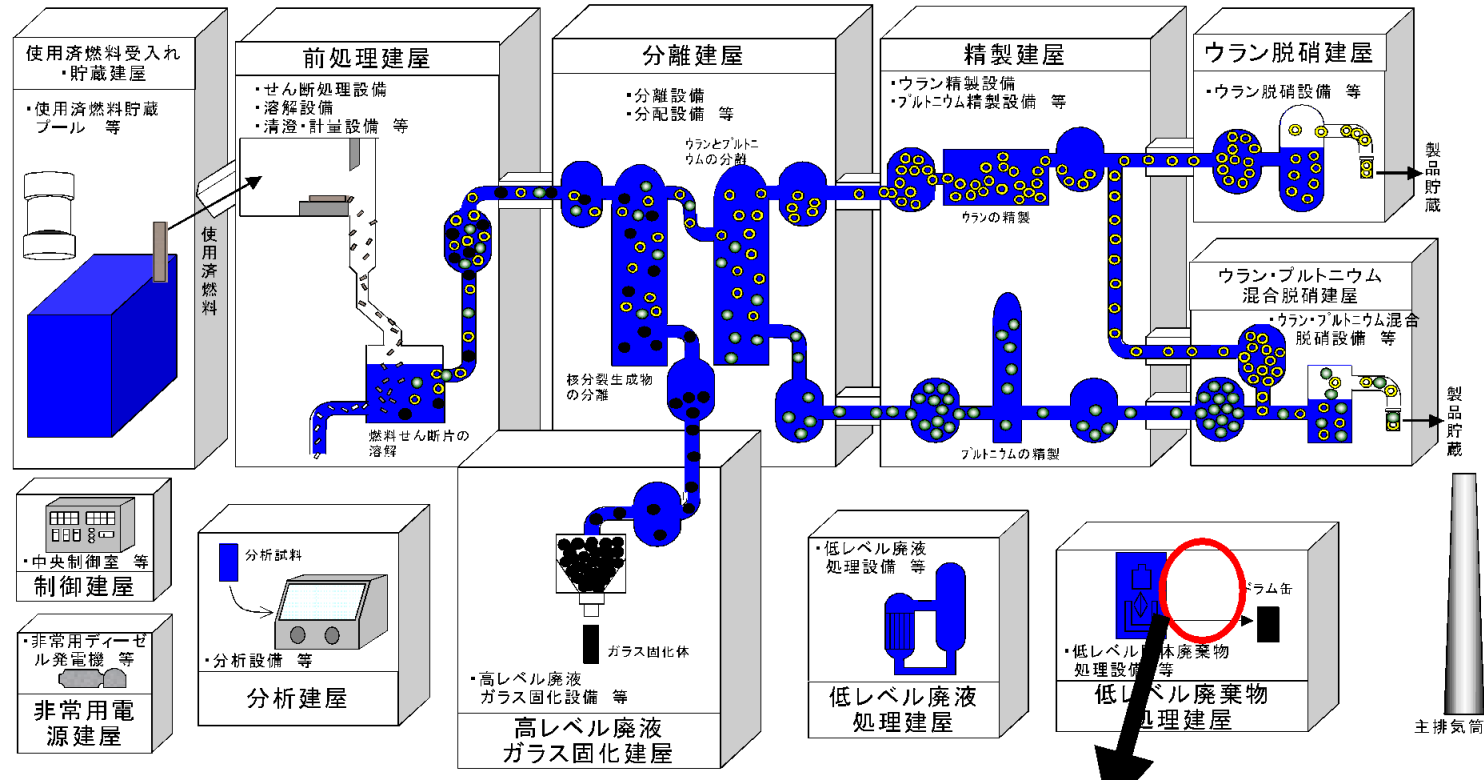 使用済燃料受入れ
・貯蔵建屋
・使用済燃料貯蔵
プール 等
使用済燃料
前処理建屋
・せん断処理設備
・溶解設備
・清澄・計量設備 等
燃料せん断片の
溶解
分離建屋
・分離設備
・分配設備 等
ウランとプルトニ
ウムの分離
核分裂生成物
の分離
精製建屋
・ウラン精製設備
・プルトニウム精製設備 等
ウランの精製
プルトニウムの精製
ウラン脱硝建屋
・ウラン脱硝設備 等
製品貯蔵
ウラン・プルトニウム
混合脱硝建屋
・ウラン・プルトニウム混合
脱硝設備 等
製品貯蔵
・中央制御室 等
制御建屋
・非常用ディーゼ
ル発電機 等
非常用電
源建屋
分析試料
・分析設備 等
分析建屋
ガラス固化体
・高レベル廃液
ガラス固化設備 等
高レベル廃液
ガラス固化建屋
・低レベル廃液
処理設備 等
低レベル廃液
処理建屋
ドラム缶
・低レベル 体廃棄物
処理設備 等
低レベル廃棄物
処理建屋
主排気筒